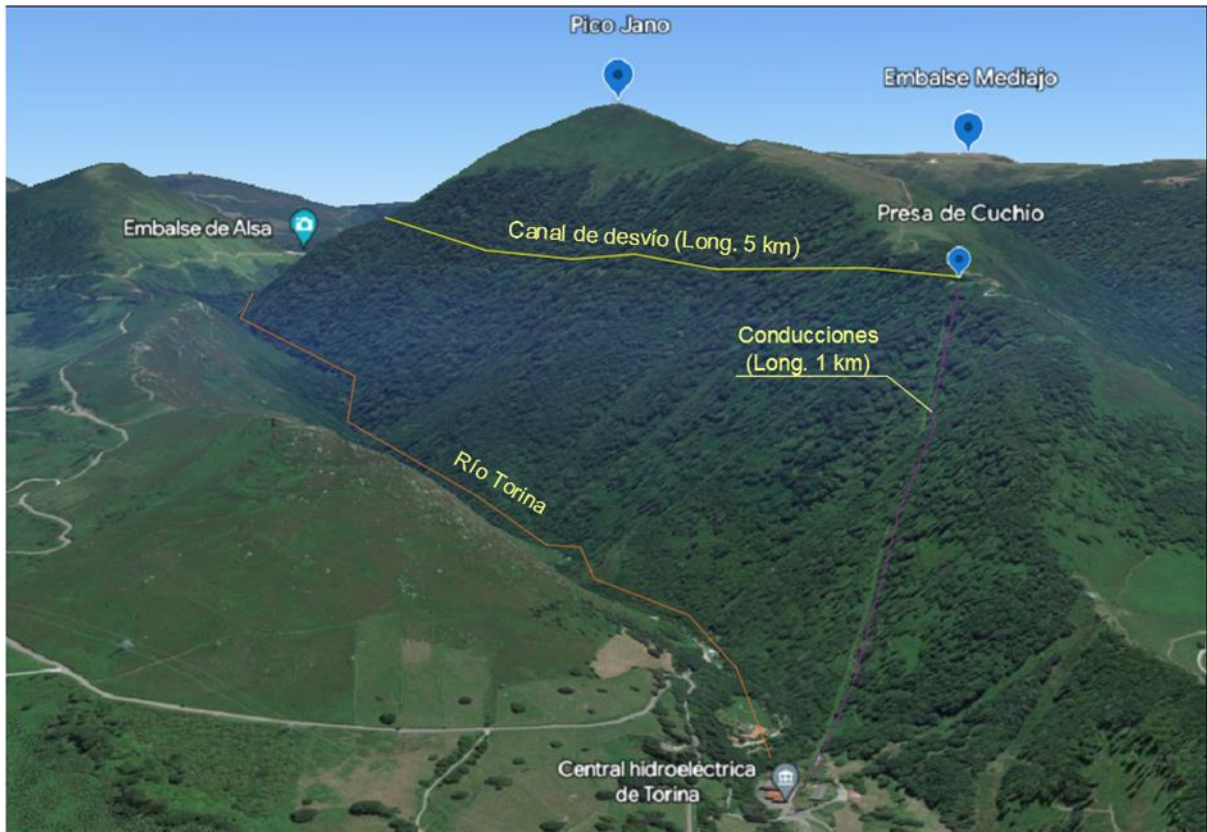 Pico Jano
Embalse Mediajo
Embalse de Alsa
Canal de desvío (Long. 5 km)
Presa de Cuchio
Conducciones
(Long. 1 km)
Río Torina
Central hidroeléctrica
de Torina